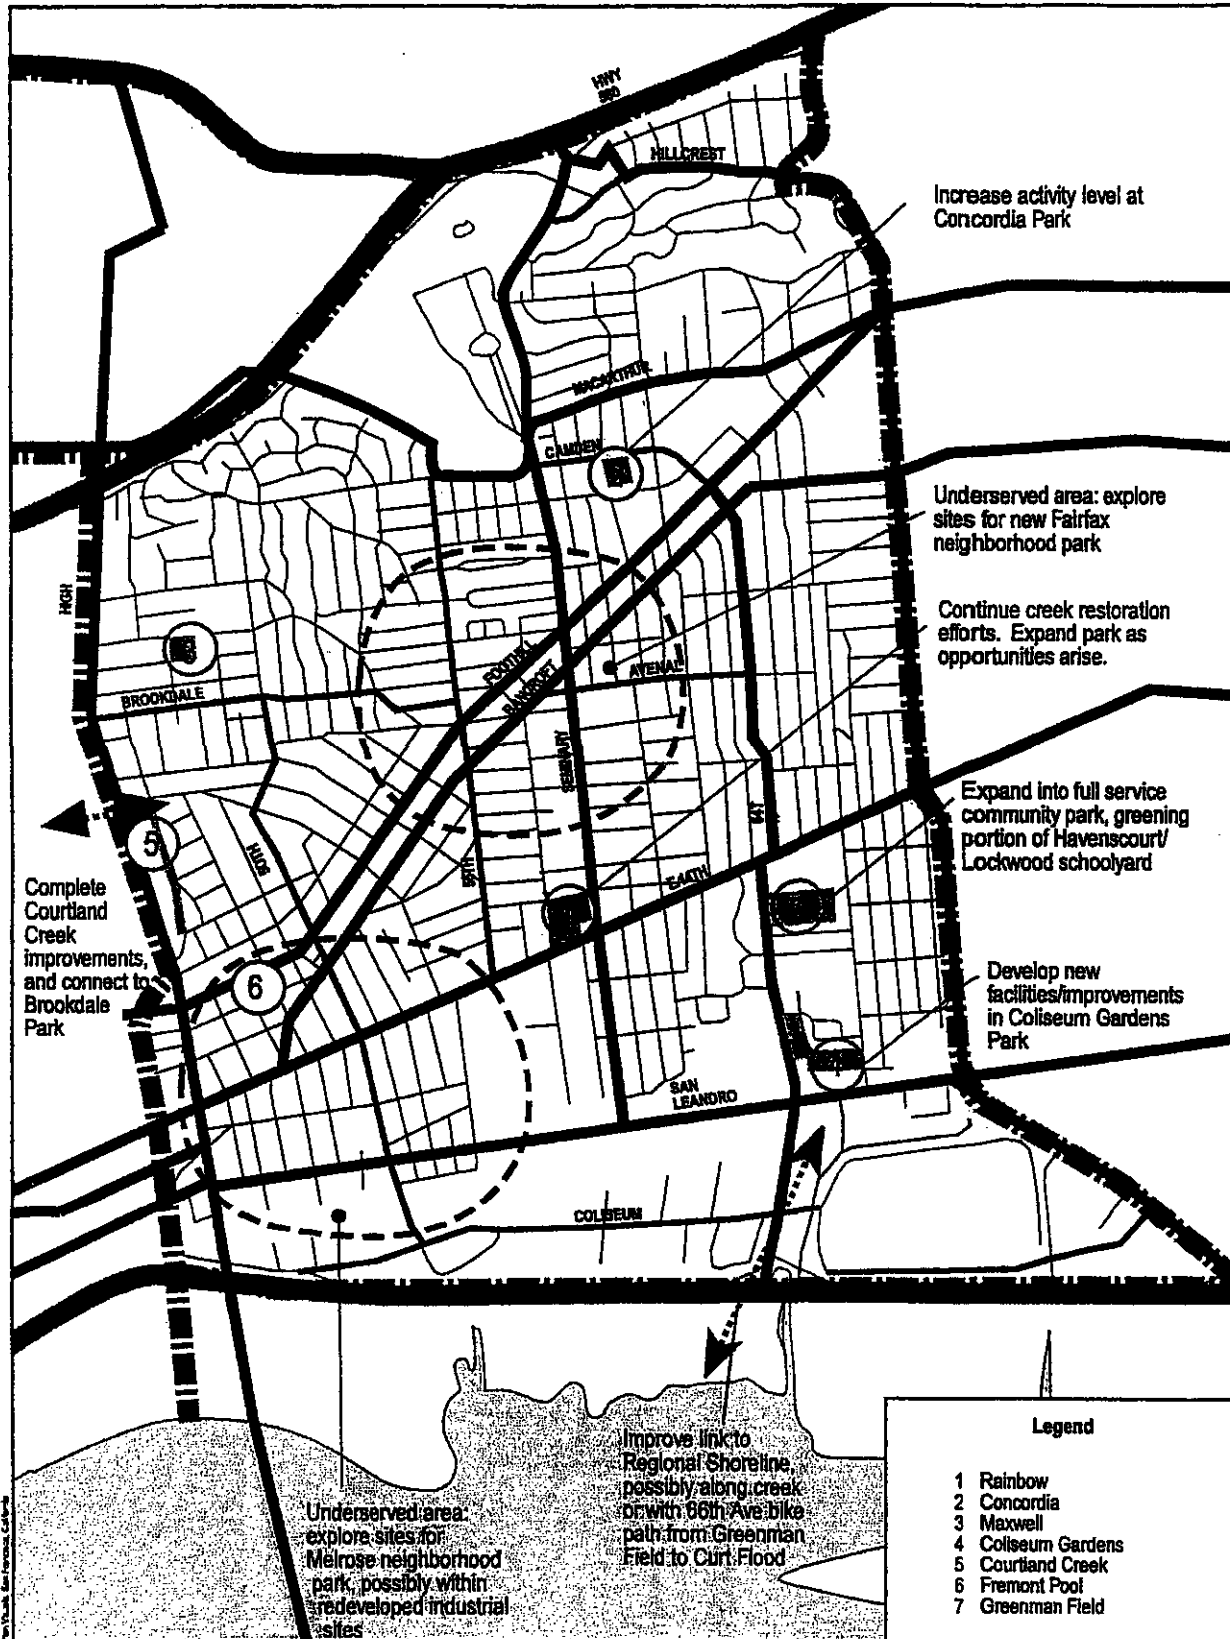 HWY
HILLCREST
Increase activity level at
Concordia Park
MACARTHUR
CAMDEN
Underserved area: explore
sites for new Fairfax
neighborhood park
HIGH
Continue creek restoration
efforts. Expand park as
opportunities arise.
FOOTHILL
AVENAL
BROOKDALE
BANCROFT
SEMINARY
Expand into full service
community park, greening
portion of Havenscourt/
Lockwood schoolyard
5
50TH
55TH
E14TH
Complete
Courtland
Creek
improvements,
and connect to
Brookdale
Park
6
Develop new
facilities/improvements
in Coliseum Gardens
Park
SAN
LEANDRO
COLISEUM
Improve link to
Regional Shoreline,
possibly along creek
or with 66th Ave bike
path from Greenman
Field to Curt Flood
Underserved area:
explore sites for
Melrose neighborhood
park, possibly within
redeveloped industrial
sites
Legend
1 Rainbow
2 Concordia
3 Maxwell
4 Coliseum Gardens
5 Courtland Creek
6 Fremont Pool
7 Greenman Field